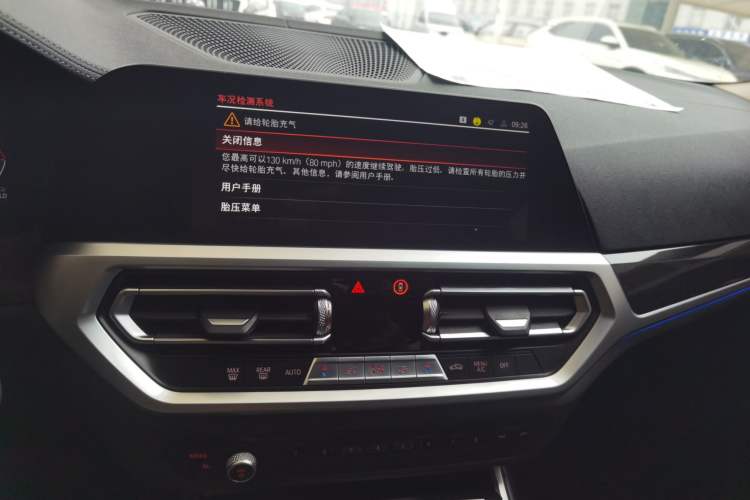 车况检测系统
09:26
请给轮胎充气
关闭信息
您最高可以130 km/h（80 mph）的速度继续驾驶。胎压过低。请检查所有轮胎的压力并
尽快给轮胎充气。其他信息，请参阅用户手册。
用户手册
胎压菜单
MAX
REAR
AUTO
MENU
A/C
OFF